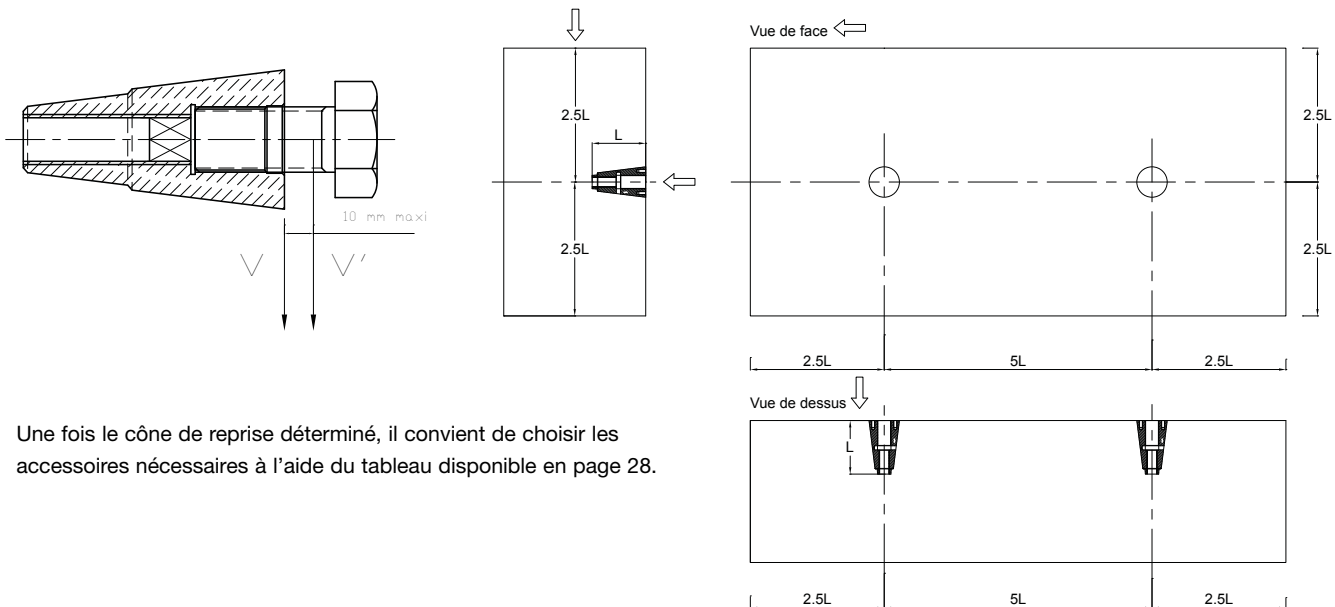 10 mm maxi
V
V'
2.5L
L
2.5L
Vue de face
2.5L
2.5L
2.5L
5L
2.5L
Vue de dessus
L
2.5L
5L
2.5L
Une fois le cône de reprise déterminé, il convient de choisir les
accessoires nécessaires à l’aide du tableau disponible en page 28.